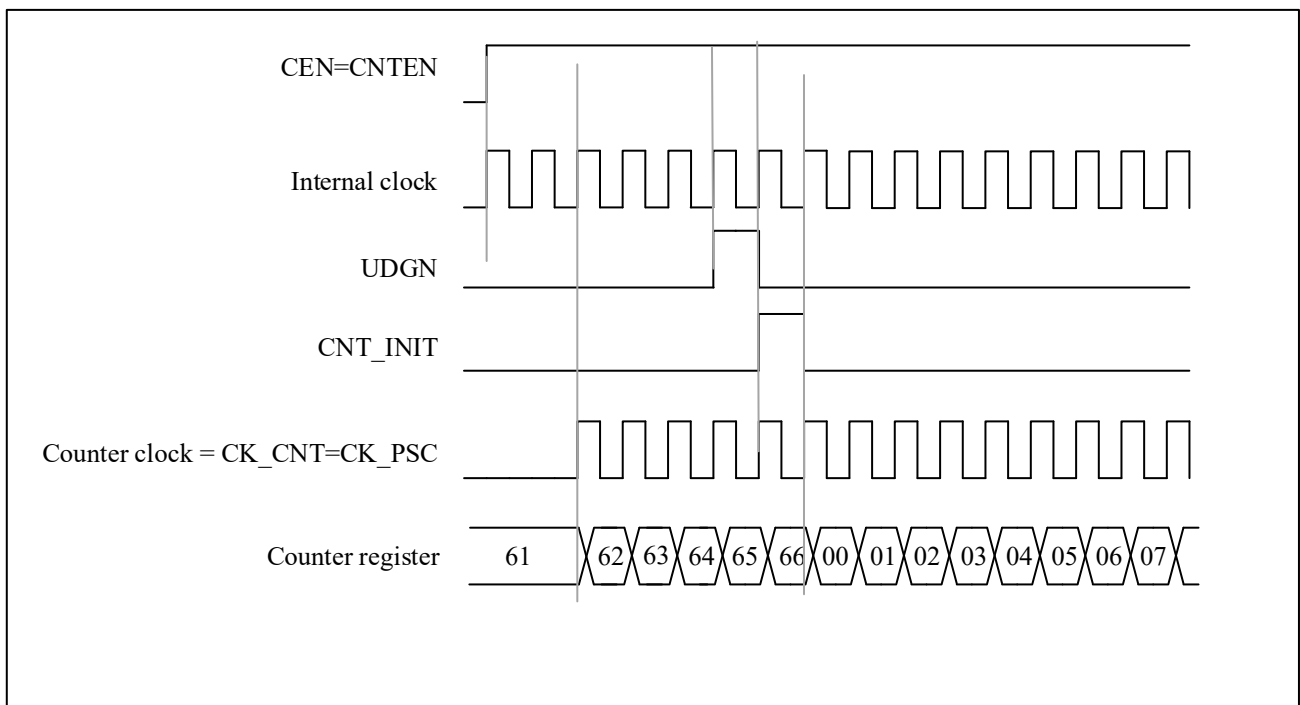 CEN=CNTEN
Internal clock
UDGN
CNT_INIT
Counter clock = CK_CNT=CK_PSC
Counter register 61 62 63 64 65 66 00 01 02 03 04 05 06 07